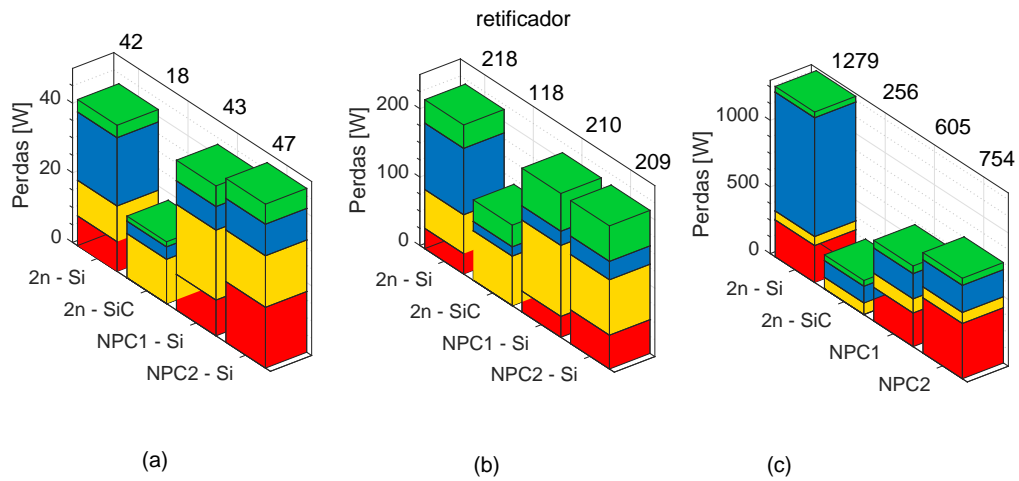 retificador
42
18
43
47
Perdas [W]
40
20
0
2n - Si
2n - SiC
NPC1 - Si
NPC2 - Si
(a)
218
118
210
209
Perdas [W]
200
100
0
2n - Si
2n - SiC
NPC1 - Si
NPC2 - Si
(b)
1279
256
605
754
Perdas [W]
1000
500
0
2n - Si
2n - SiC
NPC1
NPC2
(c)